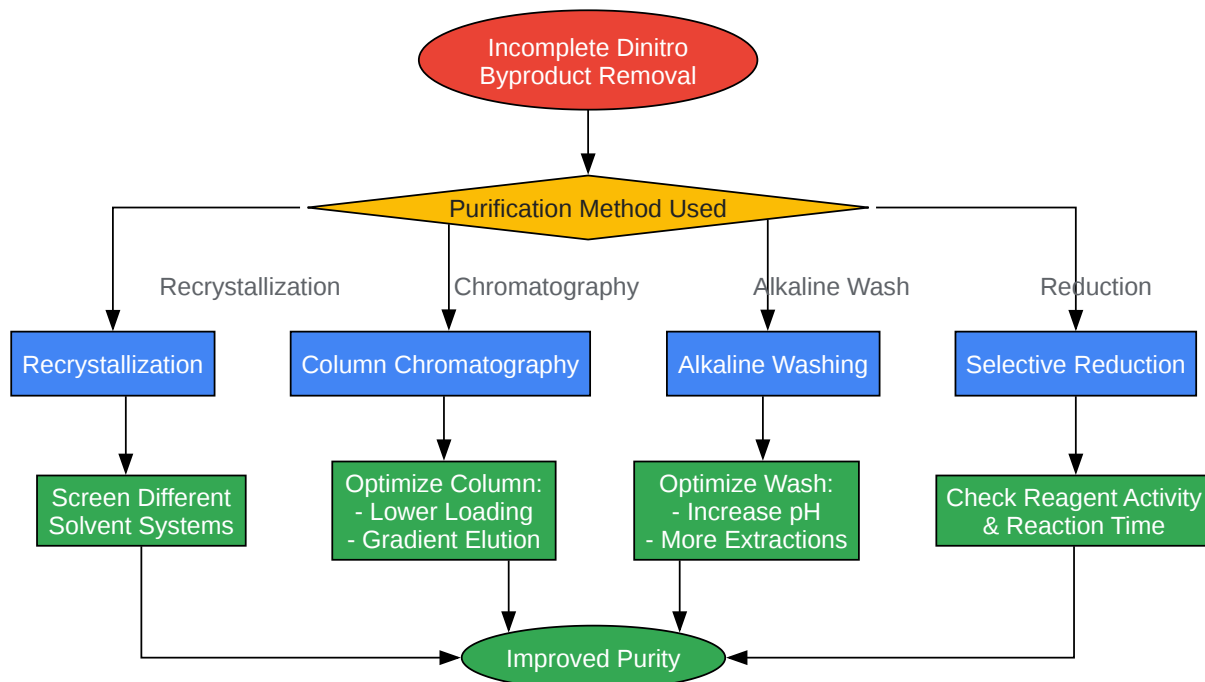 Incomplete Dinitro
Byproduct Removal
Purification Method Used
Recrystallization
Chromatography
Alkaline Wash
Reduction
Recrystallization
Column Chromatography
Alkaline Washing
Selective Reduction
Screen Different
Solvent Systems
Optimize Column:
- Lower Loading
- Gradient Elution
Optimize Wash:
- Increase pH
- More Extractions
Check Reagent Activity
& Reaction Time
Improved Purity